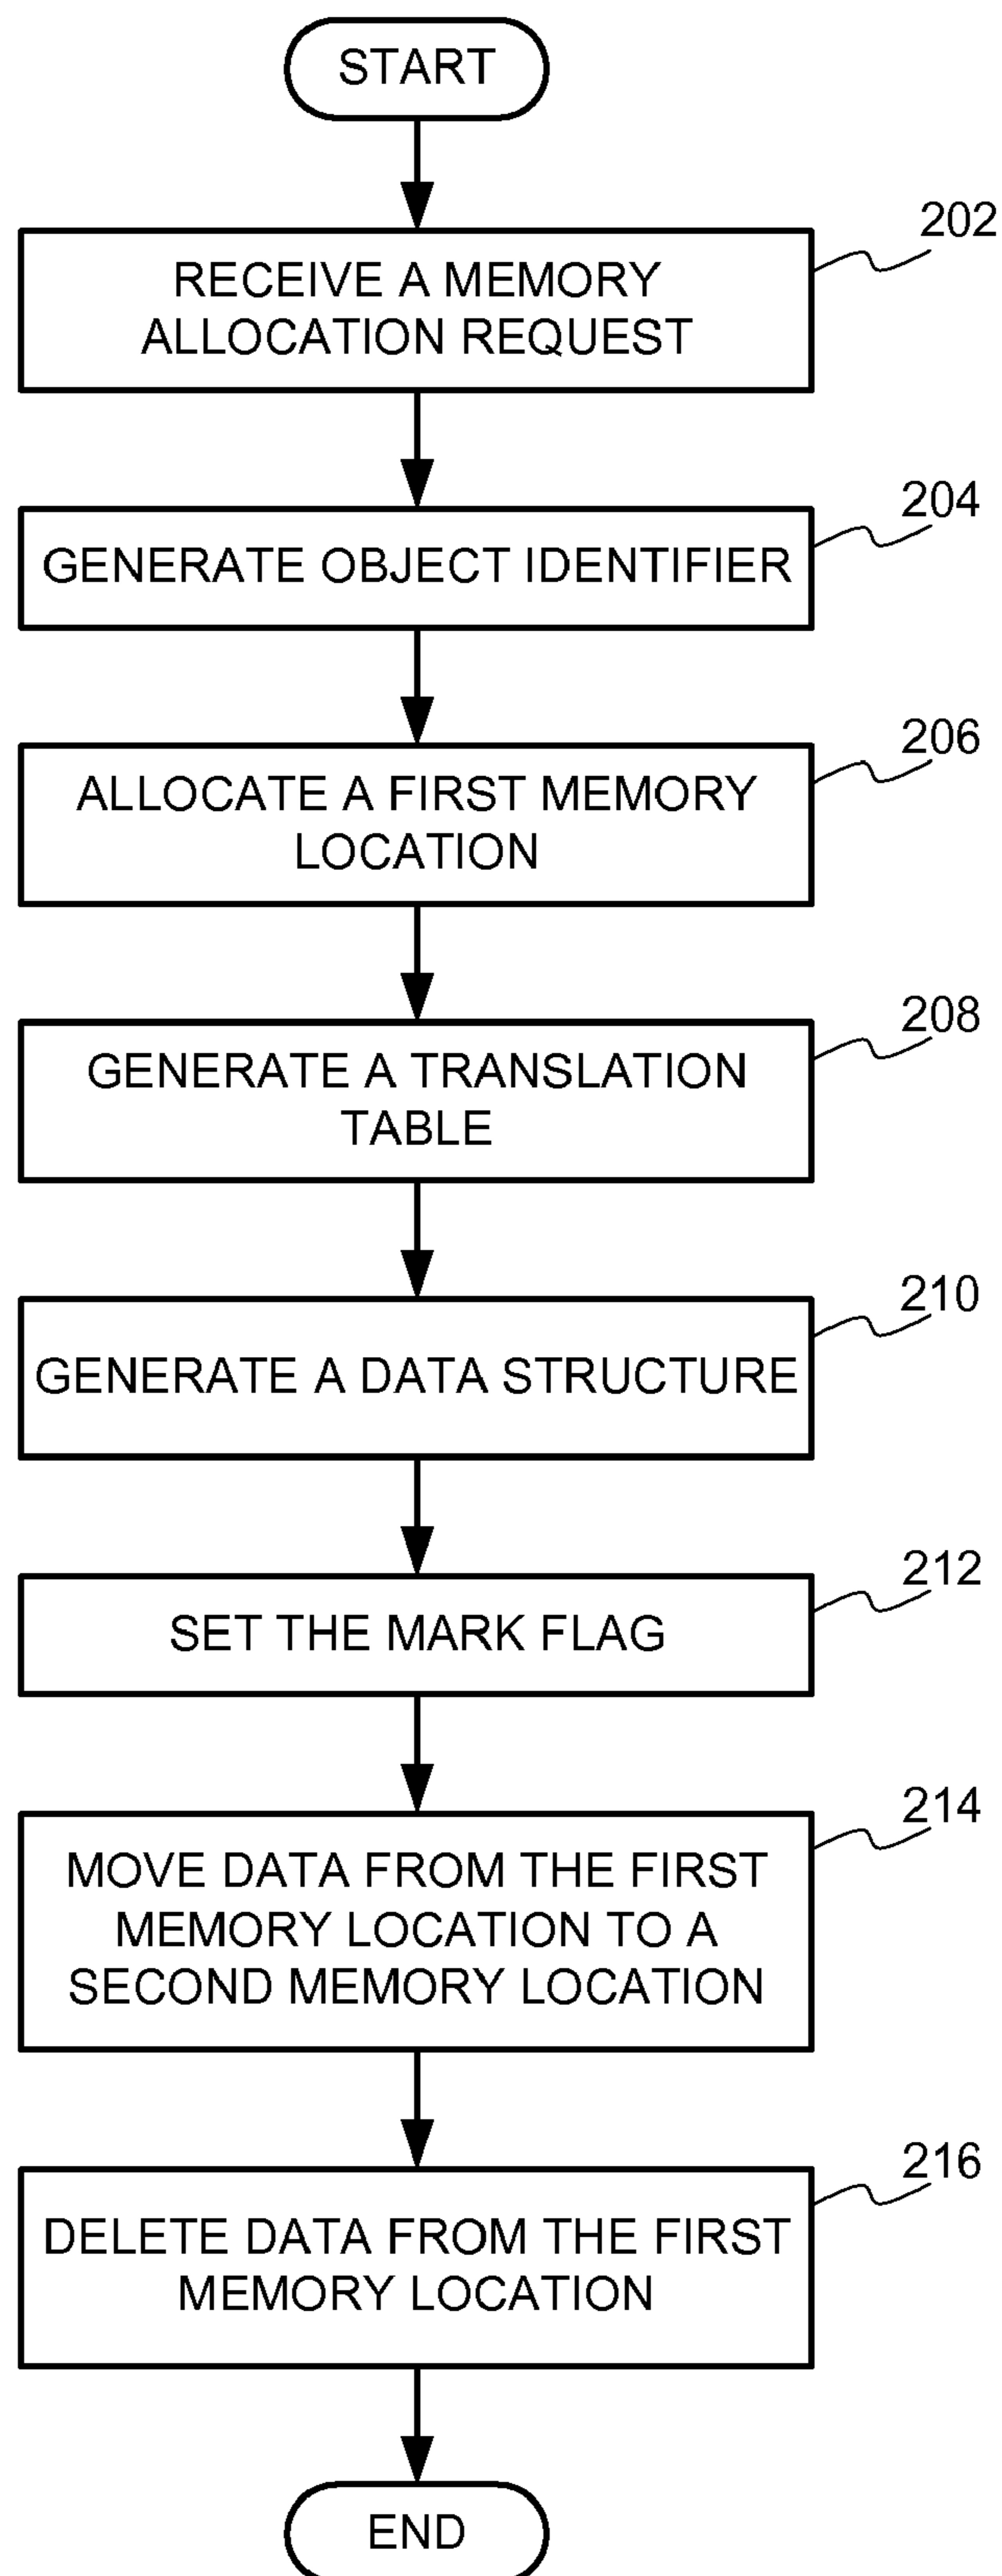 START
202
RECEIVE A MEMORY
ALLOCATION REQUEST
204
GENERATE OBJECT IDENTIFIER
206
ALLOCATE A FIRST MEMORY
LOCATION
208
GENERATE A TRANSLATION
TABLE
210
GENERATE A DATA STRUCTURE
212
SET THE MARK FLAG
214
MOVE DATA FROM THE FIRST
MEMORY LOCATION TO A
SECOND MEMORY LOCATION
216
DELETE DATA FROM THE FIRST
MEMORY LOCATION
END